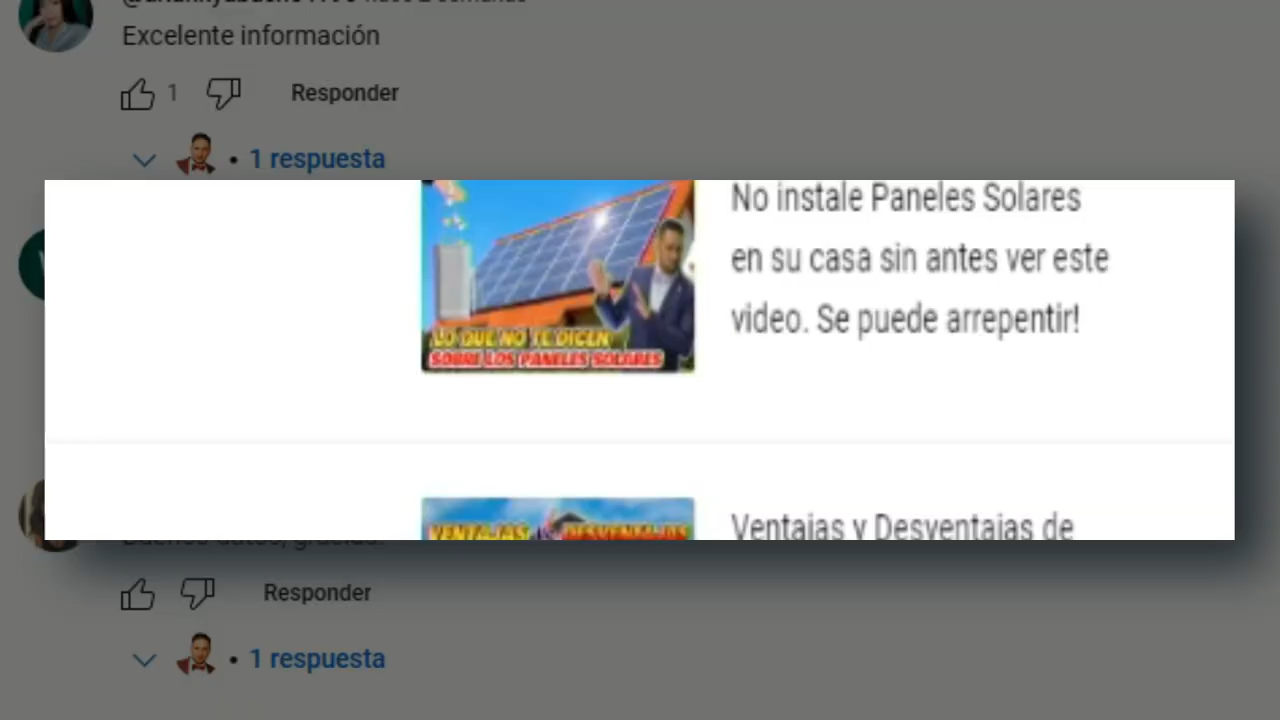 Excelente información
1
Responder
• 1 respuesta
No instale Paneles Solares
en su casa sin antes ver este
video. Se puede arrepentir!
LO QUE NO TE DICEN
SOBRE LOS PANELES SOLARES
VENTAJAS VS DESVENTAJAS
Ventajas y Desventajas de
Responder
• 1 respuesta